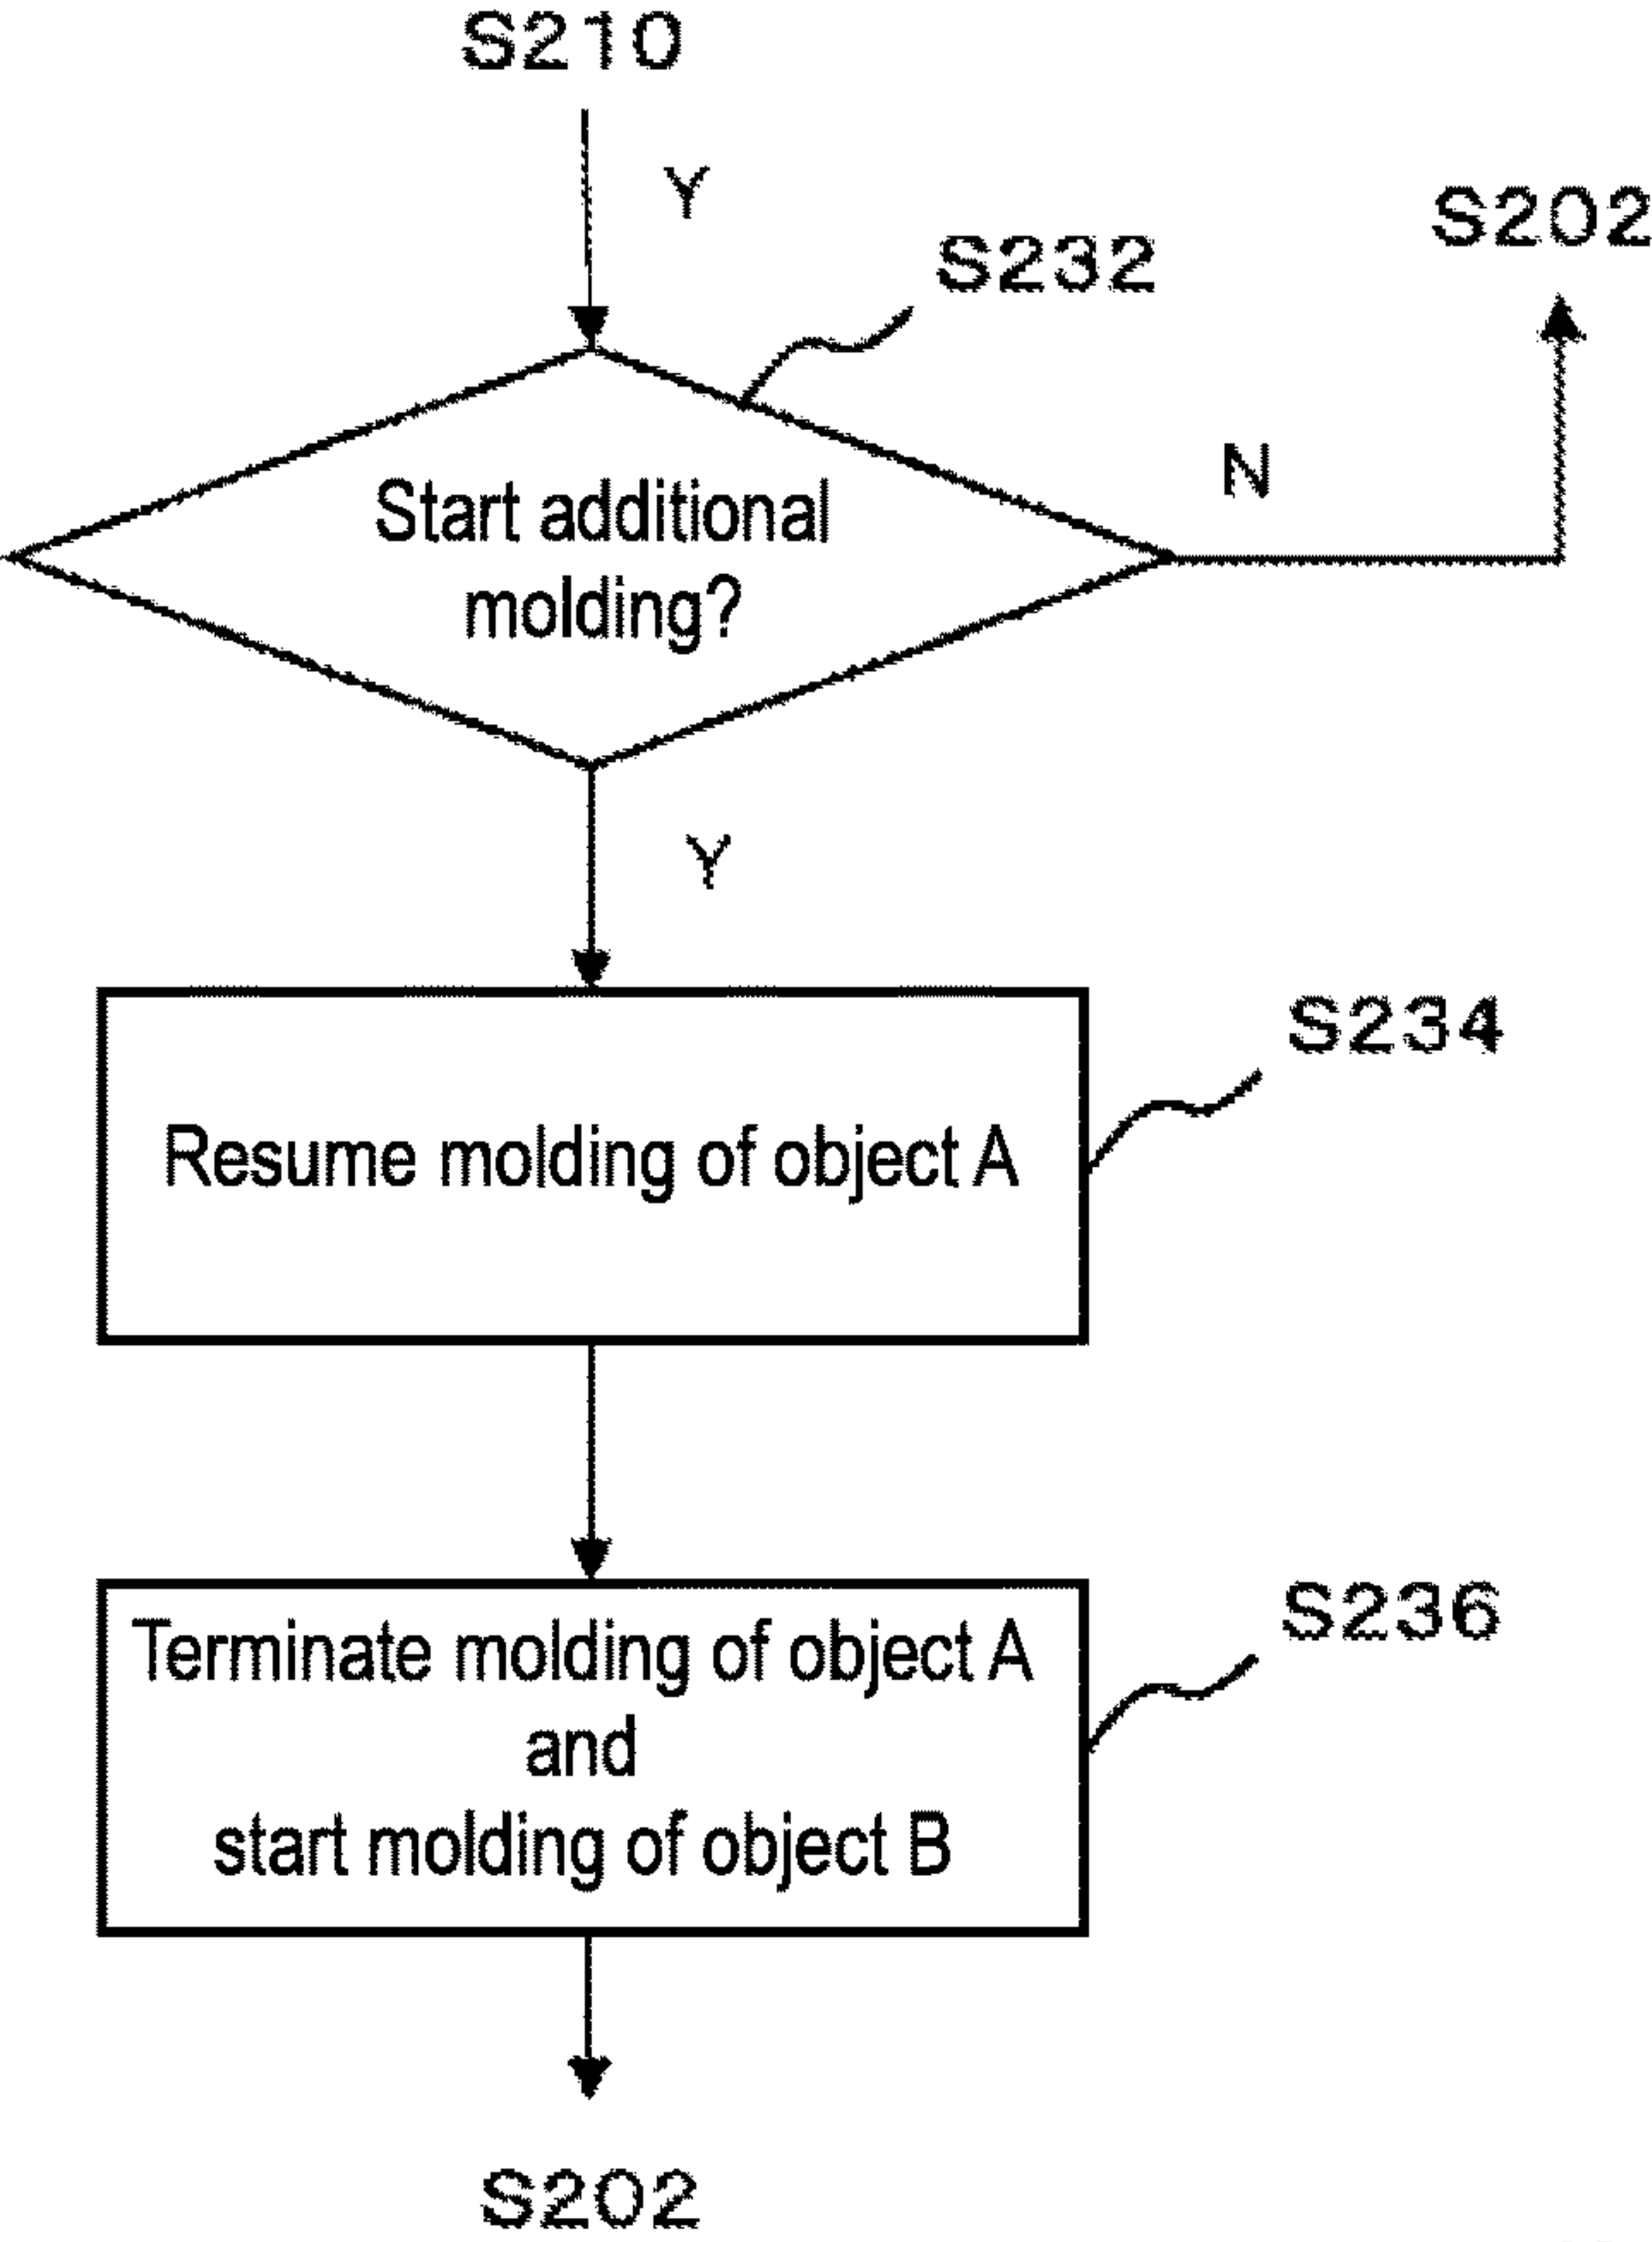 S210
Y
S202
S232
N
Start additional
molding?
Y
S234
Resume molding of object A
S236
Terminate molding of object A
and
start molding of object B
S202